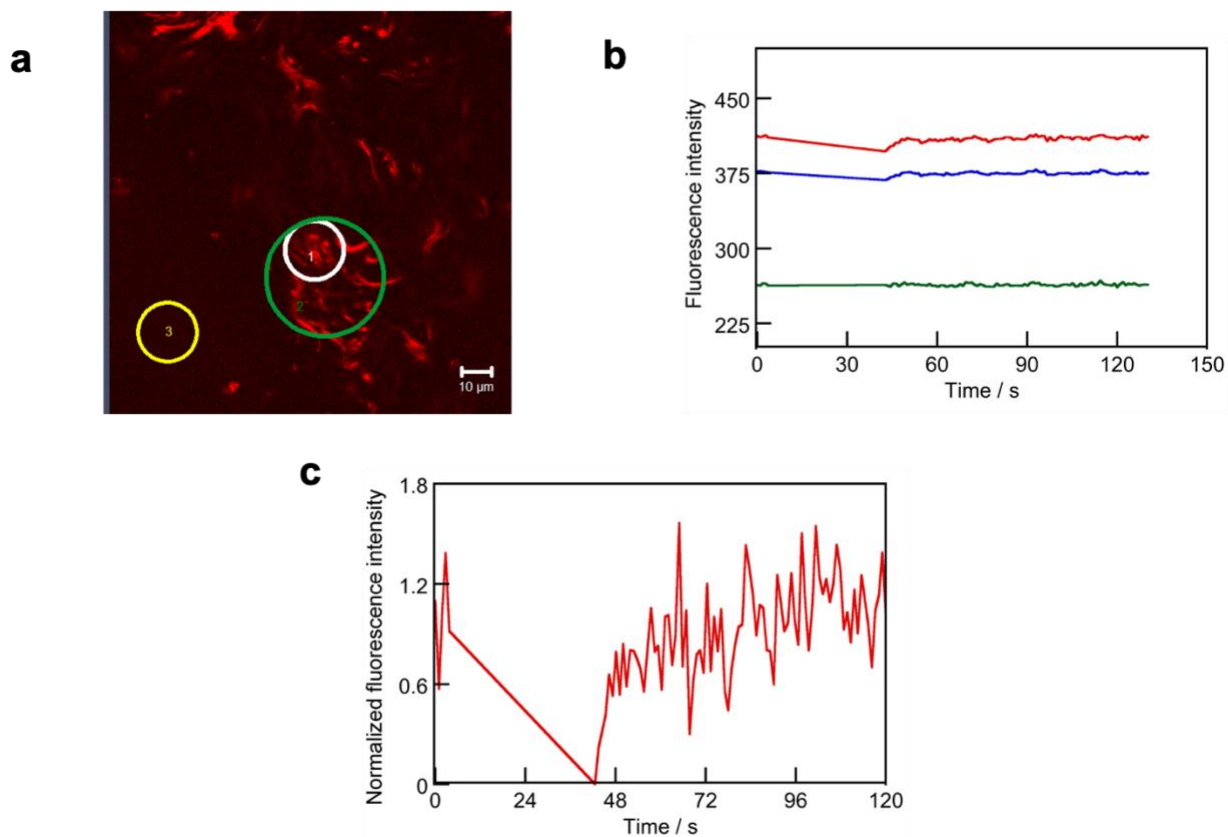 a
1
2
3
10 µm
b
Fluorescence intensity
450
375
300
225
0
30
60
90
120
150
Time / s
c
Normalized fluorescence intensity
1.8
1.2
0.6
0
0
24
48
72
96
120
Time / s